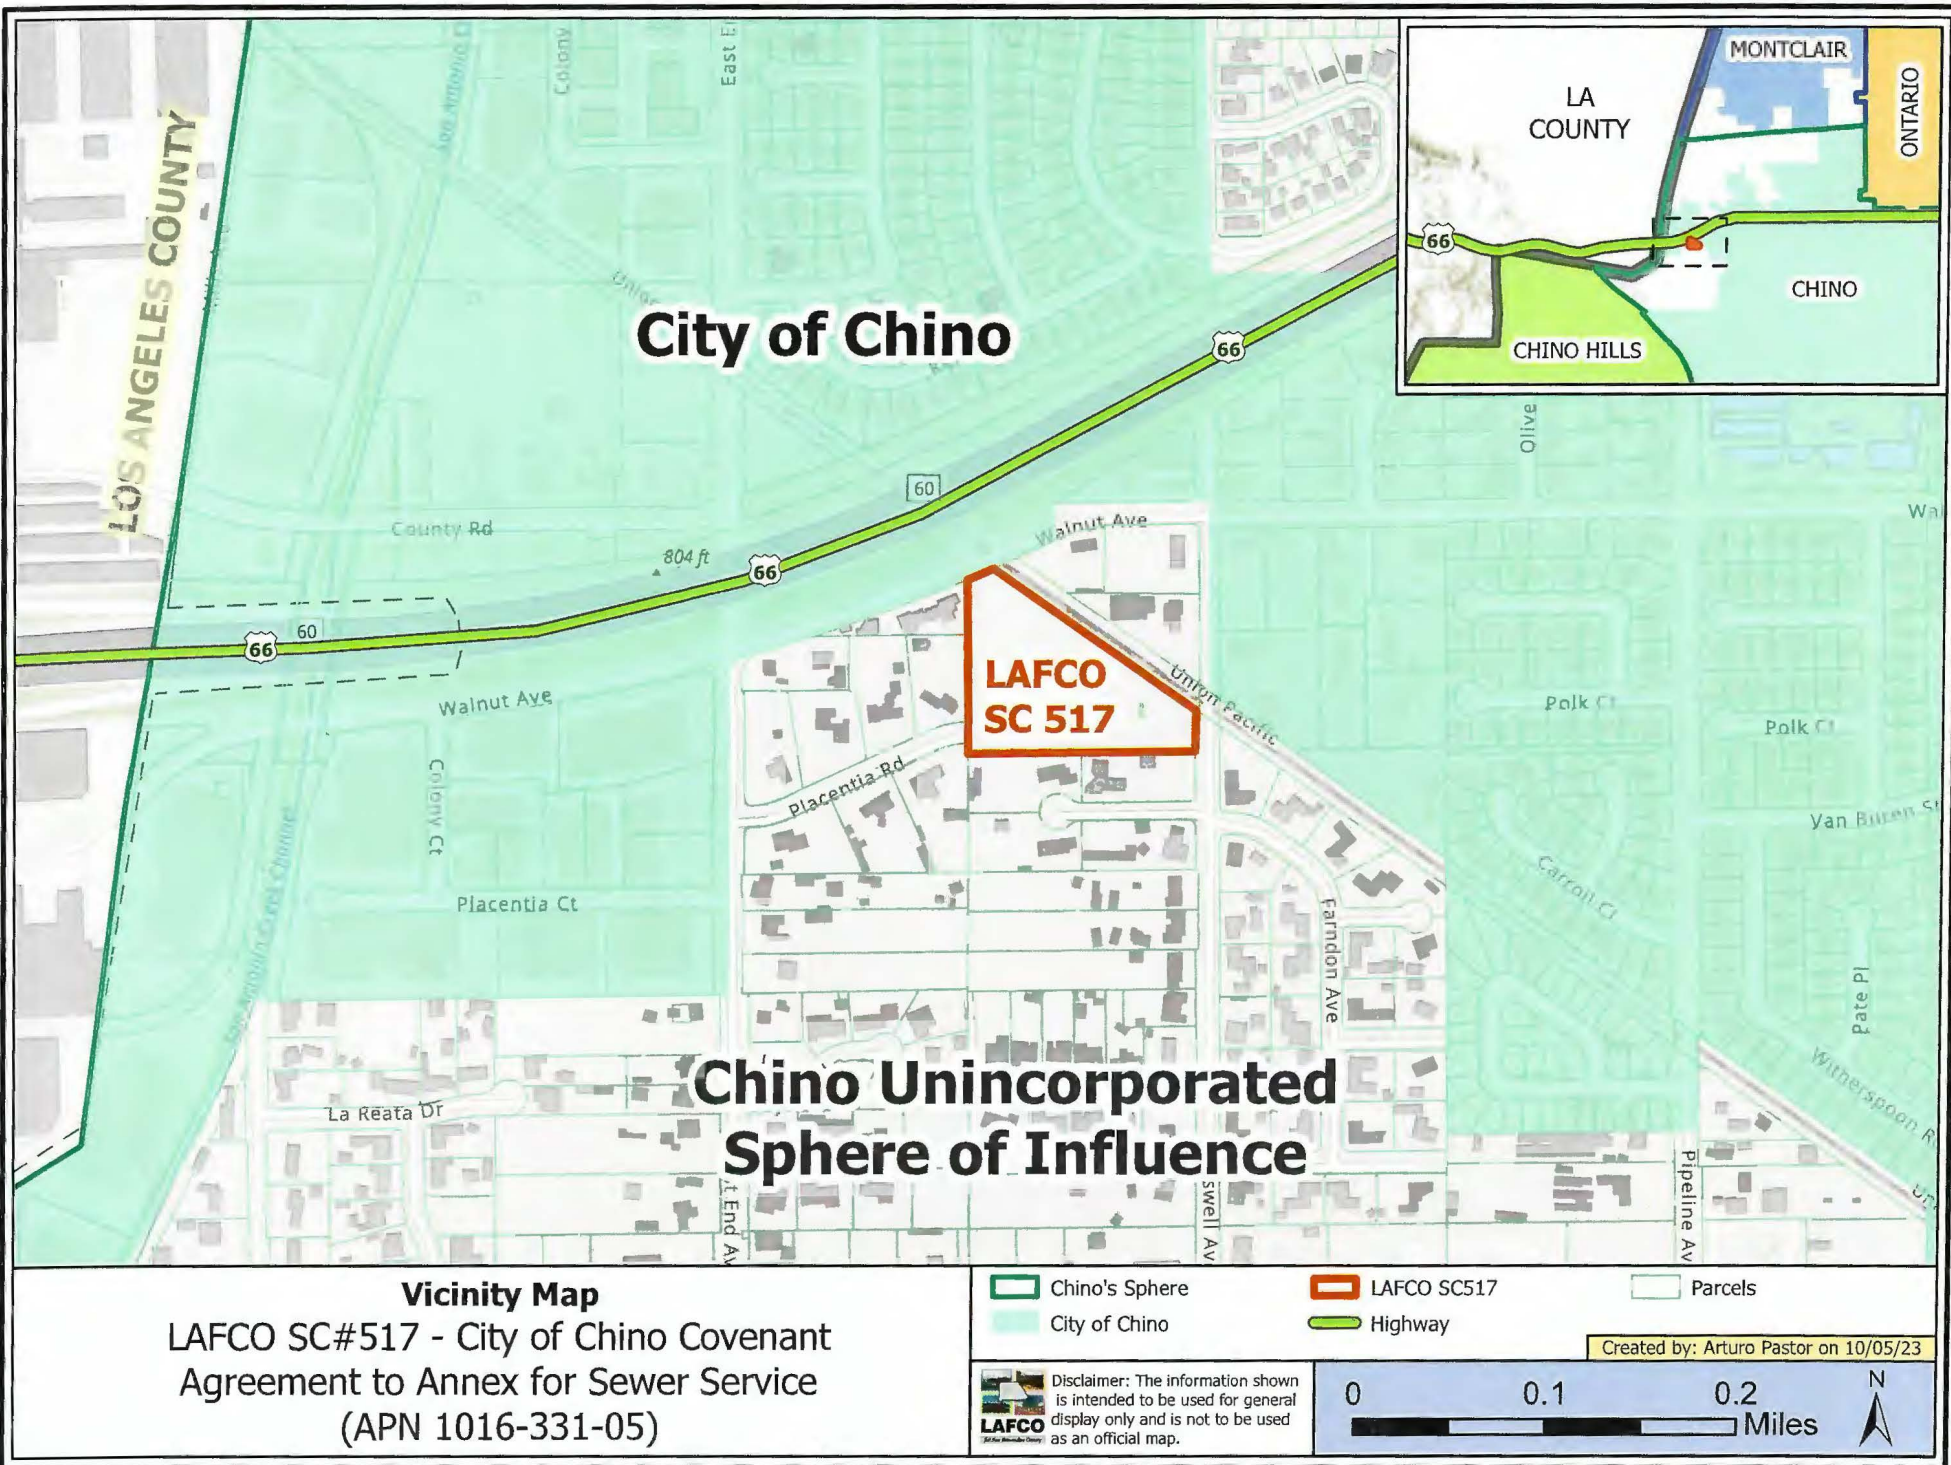 LOS ANGELES COUNTY
Colony
East E
City of Chino
County Rd
804 ft
60
66
66
66
60
Walnut Ave
Walnut Ave
Colony Ct
Placentia Ct
Placentia Rd
LAFCO
SC 517
Union Pacific
Olive
Polk Ct
Polk Ct
Van Buren St
Carroll Ct
Farndon Ave
Pate Pl
Witherspoon R
La Reata Dr
Chino Unincorporated
Sphere of Influence
t End Av
swell Av
Pipeline Av
MONTCLAIR
LA
COUNTY
ONTARIO
66
CHINO
CHINO HILLS
Vicinity Map
LAFCO SC#517 - City of Chino Covenant
Agreement to Annex for Sewer Service
(APN 1016-331-05)
Chino's Sphere
LAFCO SC517
Parcels
City of Chino
Highway
Created by: Arturo Pastor on 10/05/23
LAFCO
Disclaimer: The information shown
is intended to be used for general
display only and is not to be used
as an official map.
0 0.1 0.2
Miles
N